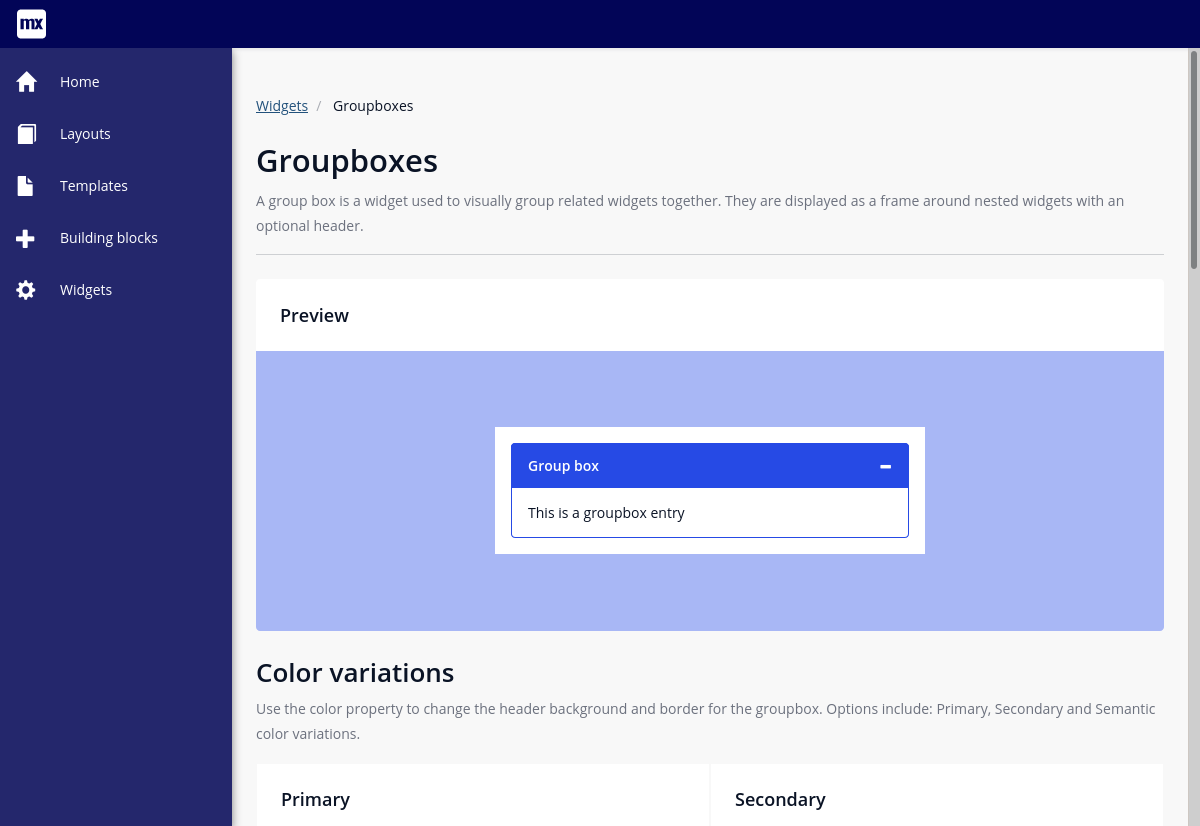 mx
Home
Layouts
Templates
Building blocks
Widgets
Widgets / Groupboxes
Groupboxes
A group box is a widget used to visually group related widgets together. They are displayed as a frame around nested widgets with an
optional header.
Preview
Group box
This is a groupbox entry
Color variations
Use the color property to change the header background and border for the groupbox. Options include: Primary, Secondary and Semantic
color variations.
Primary
Secondary